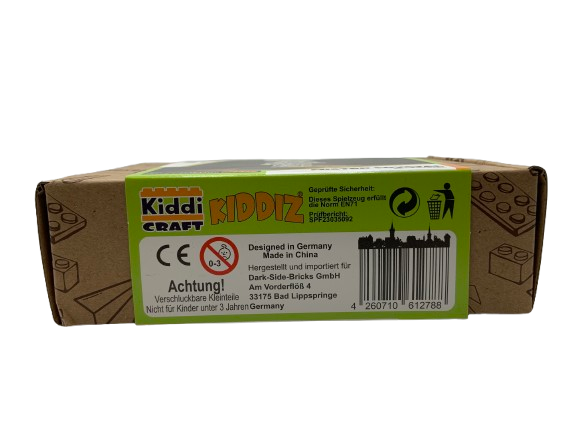 Kiddi
CRAFT
KIDDIZ®
Geprüfte Sicherheit:
Dieses Spielzeug erfüllt
die Norm EN71
Prüfbericht:
SPF23035092
CE
0-3
Achtung!
Verschluckbare Kleinteile
Nicht für Kinder unter 3 Jahren
Designed in Germany
Made in China
Hergestellt und importiert für
Dark-Side-Bricks GmbH
Am Vorderflöß 4
33175 Bad Lippspringe
Germany
4 260710 612788